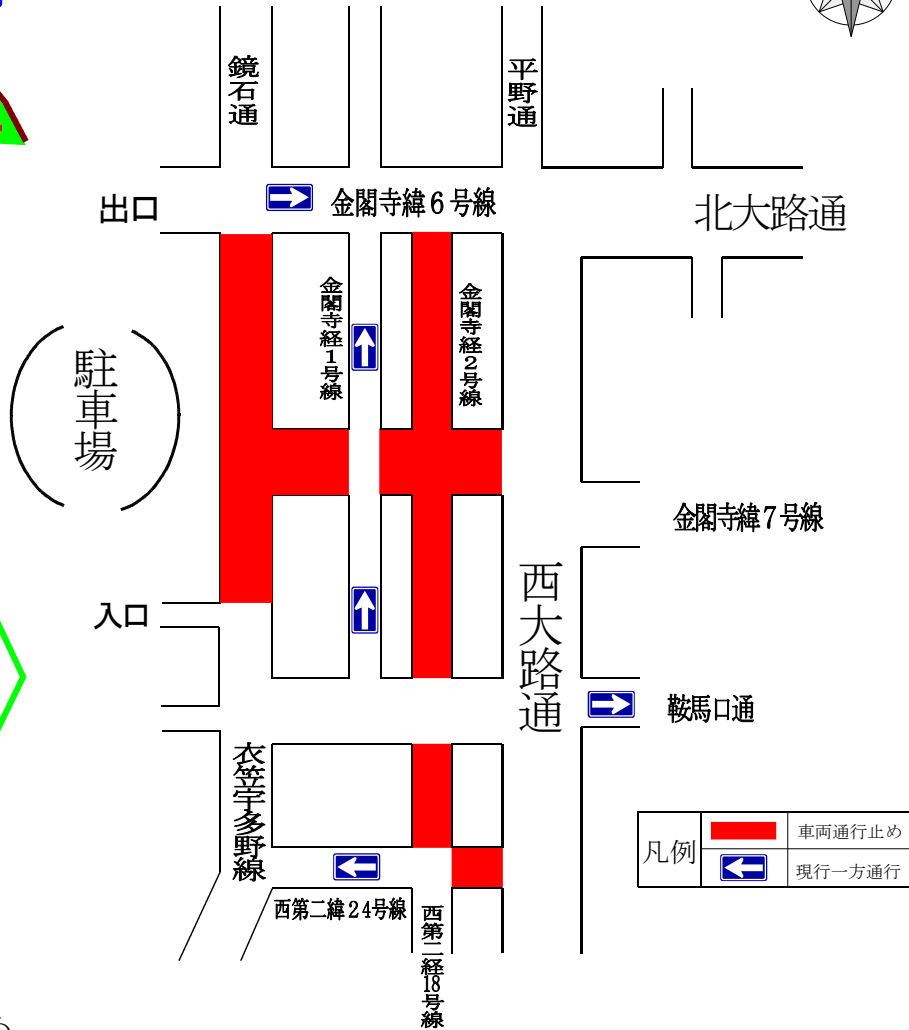 鏡石通
平野通
出口
金閣寺緯6号線
北大路通
金閣寺経1号線
金閣寺経2号線
駐車場
金閣寺緯7号線
西大路通
入口
鞍馬口通
衣笠宇多野線
凡例
車両通行止め
現行一方通行
西第二緯24号線
西第二経18号線